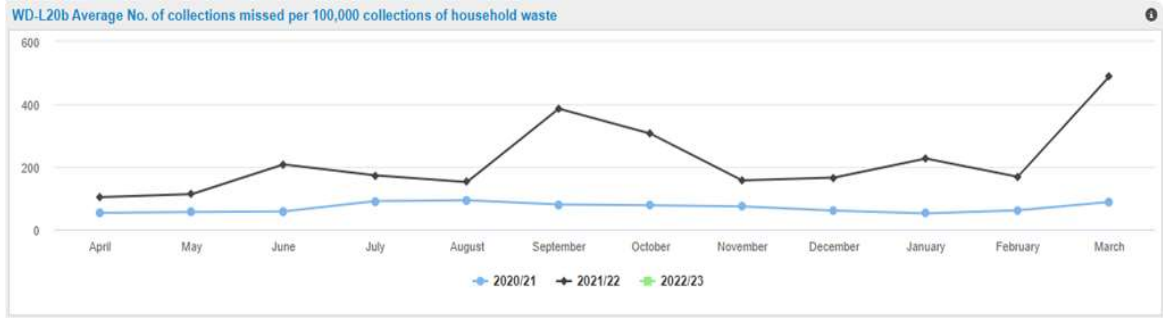 WD-L20b Average No. of collections missed per 100,000 collections of household waste
600
400
200
0
April May June July August September October November December January February March
2020/21 2021/22 2022/23